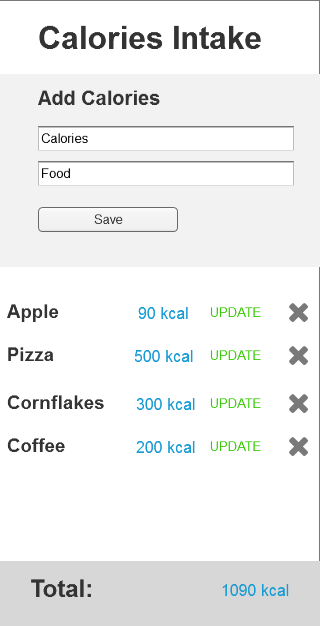 Calories Intake
Add Calories
Calories
Food
Save
Apple 90 kcal UPDATE
Pizza 500 kcal UPDATE
Cornflakes 300 kcal UPDATE
Coffee 200 kcal UPDATE
Total: 1090 kcal